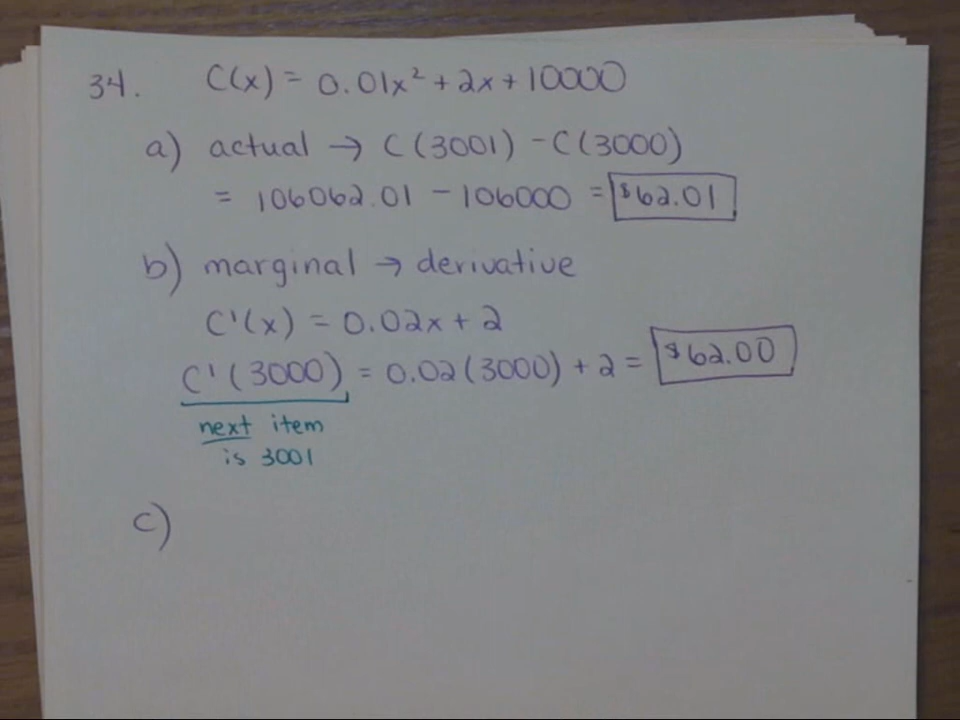 34. C(x) = 0.01x² + 2x + 10000
a) actual → C(3001) - C(3000)
= 106062.01 - 106000 = $62.01
b) marginal → derivative
C'(x) = 0.02x + 2
C'(3000) = 0.02(3000) + 2 = $62.00
next item
is 3001
c)